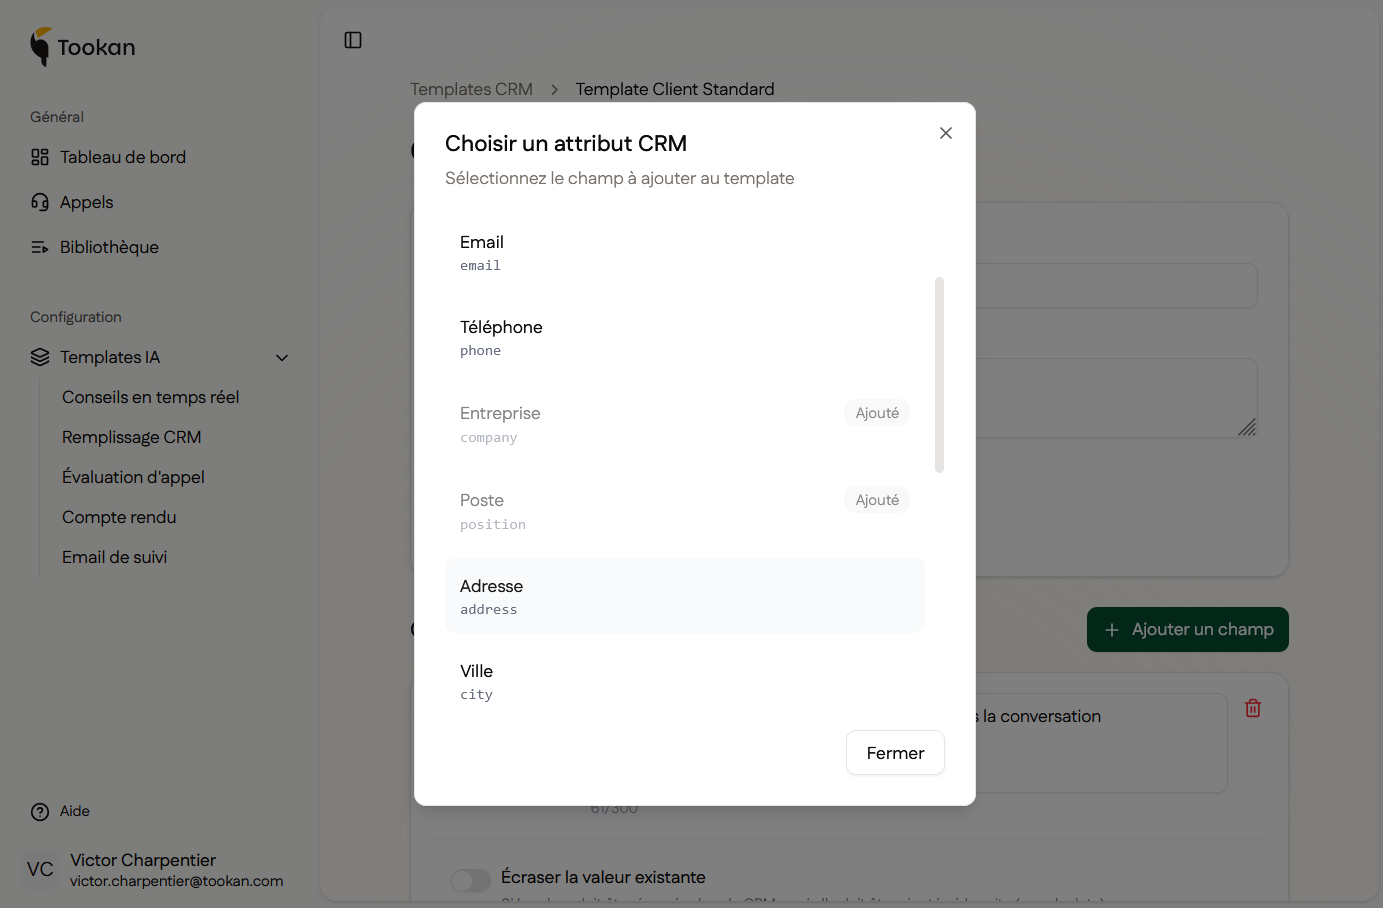 Tookan
Général
Tableau de bord
Appels
Bibliothèque
Configuration
Templates IA
Conseils en temps réel
Remplissage CRM
Évaluation d'appel
Compte rendu
Email de suivi
Aide
VC
Victor Charpentier
victor.charpentier@tookan.com
Templates CRM > Template Client Standard
Choisir un attribut CRM
Sélectionnez le champ à ajouter au template
Email
email
Téléphone
phone
Entreprise
Ajouté
company
Poste
Ajouté
position
Adresse
address
Ville
city
Fermer
+ Ajouter un champ
la conversation
61/300
Écraser la valeur existante